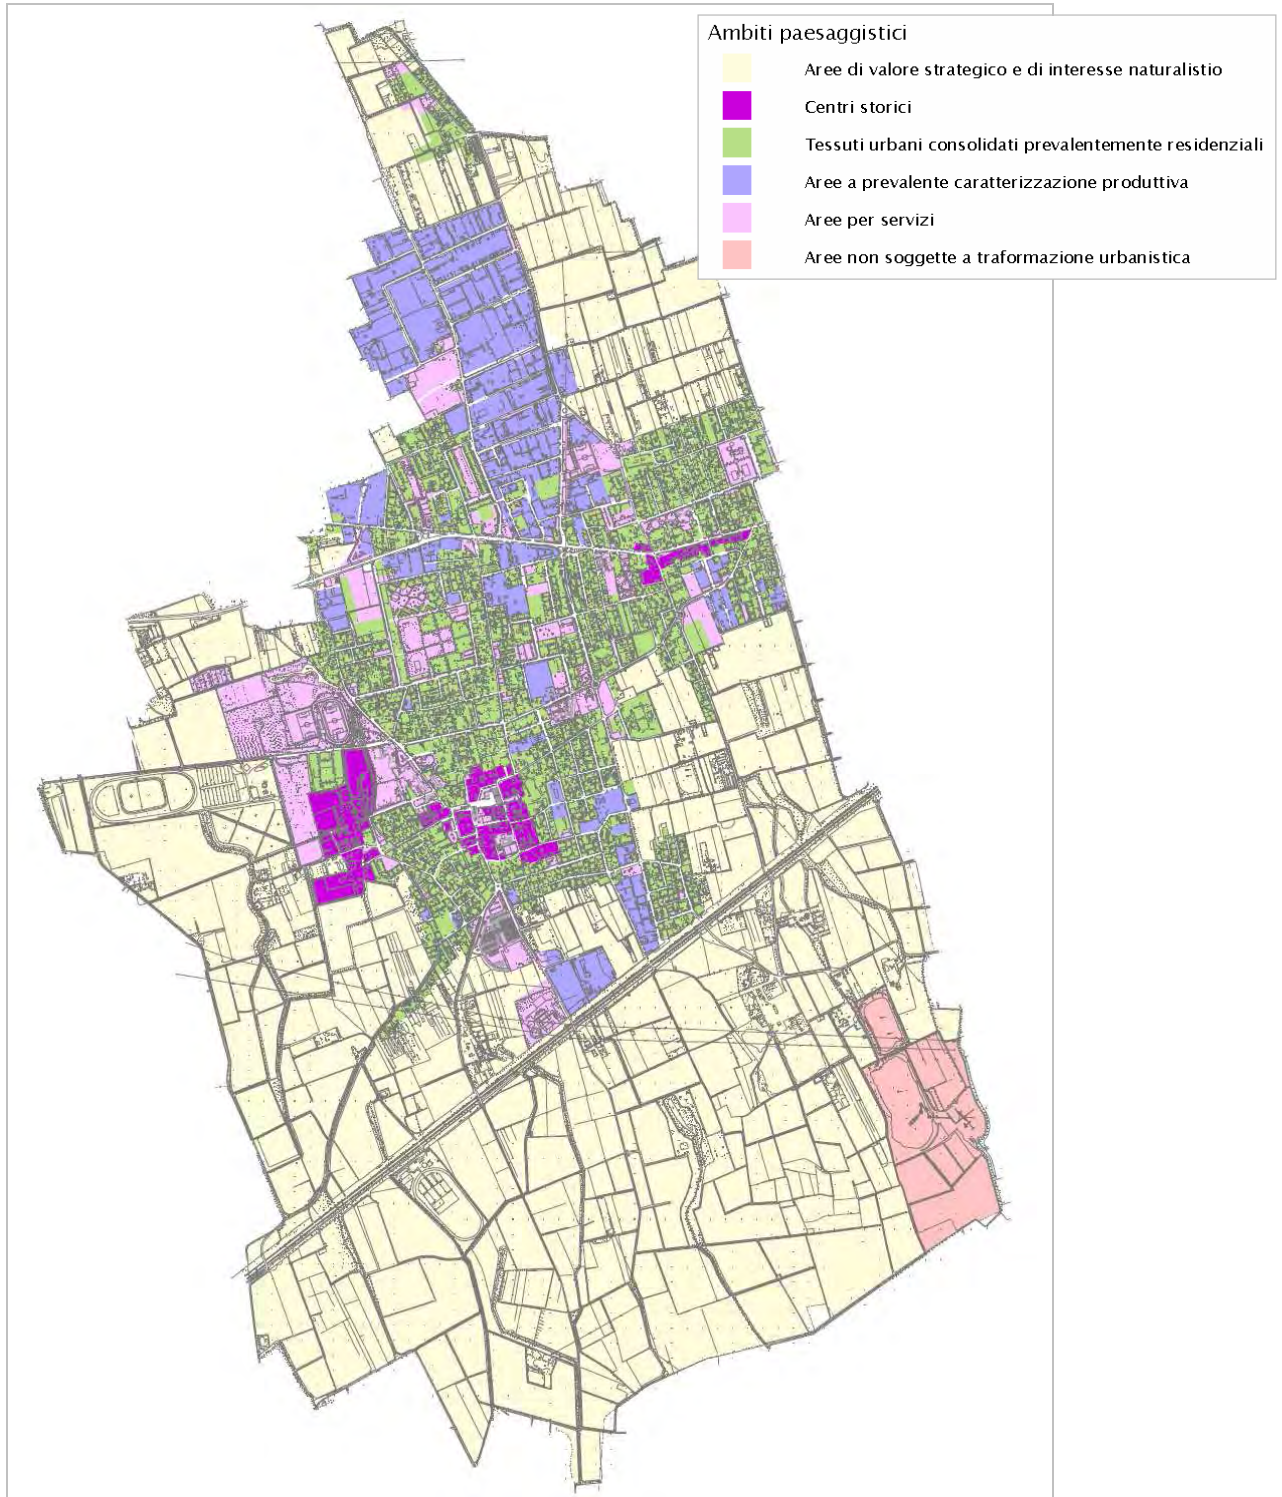 Ambiti paesaggistici
Aree di valore strategico e di interesse naturalistio
Centri storici
Tessuti urbani consolidati prevalentemente residenziali
Aree a prevalente caratterizzazione produttiva
Aree per servizi
Aree non soggette a traformazione urbanistica